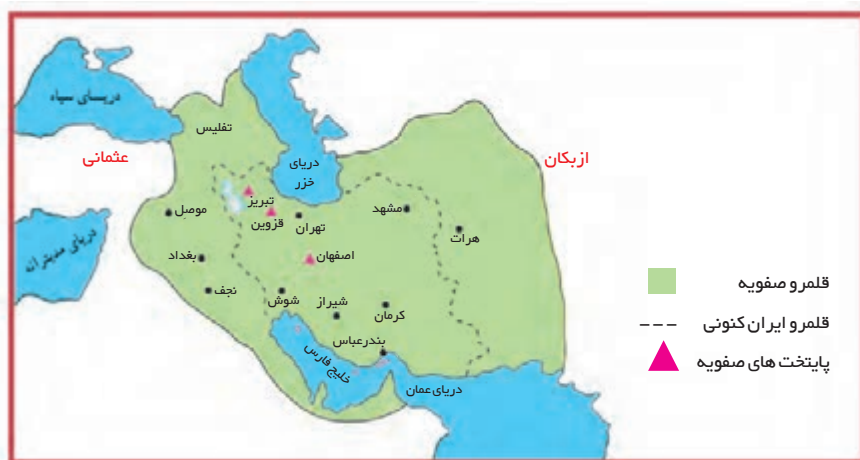 دریای سیاه
تفلیس
عثمانی
دریای
خزر
ازبکان
تبریز
موصل
قزوین
تهران
مشهد
هرات
دریای مدیترانه
بغداد
اصفهان
نجف
شوش
شیراز
کرمان
بندرعباس
خلیج فارس
دریای عمان
قلمرو صفویه
قلمرو ایران کنونی
پایتخت های صفویه